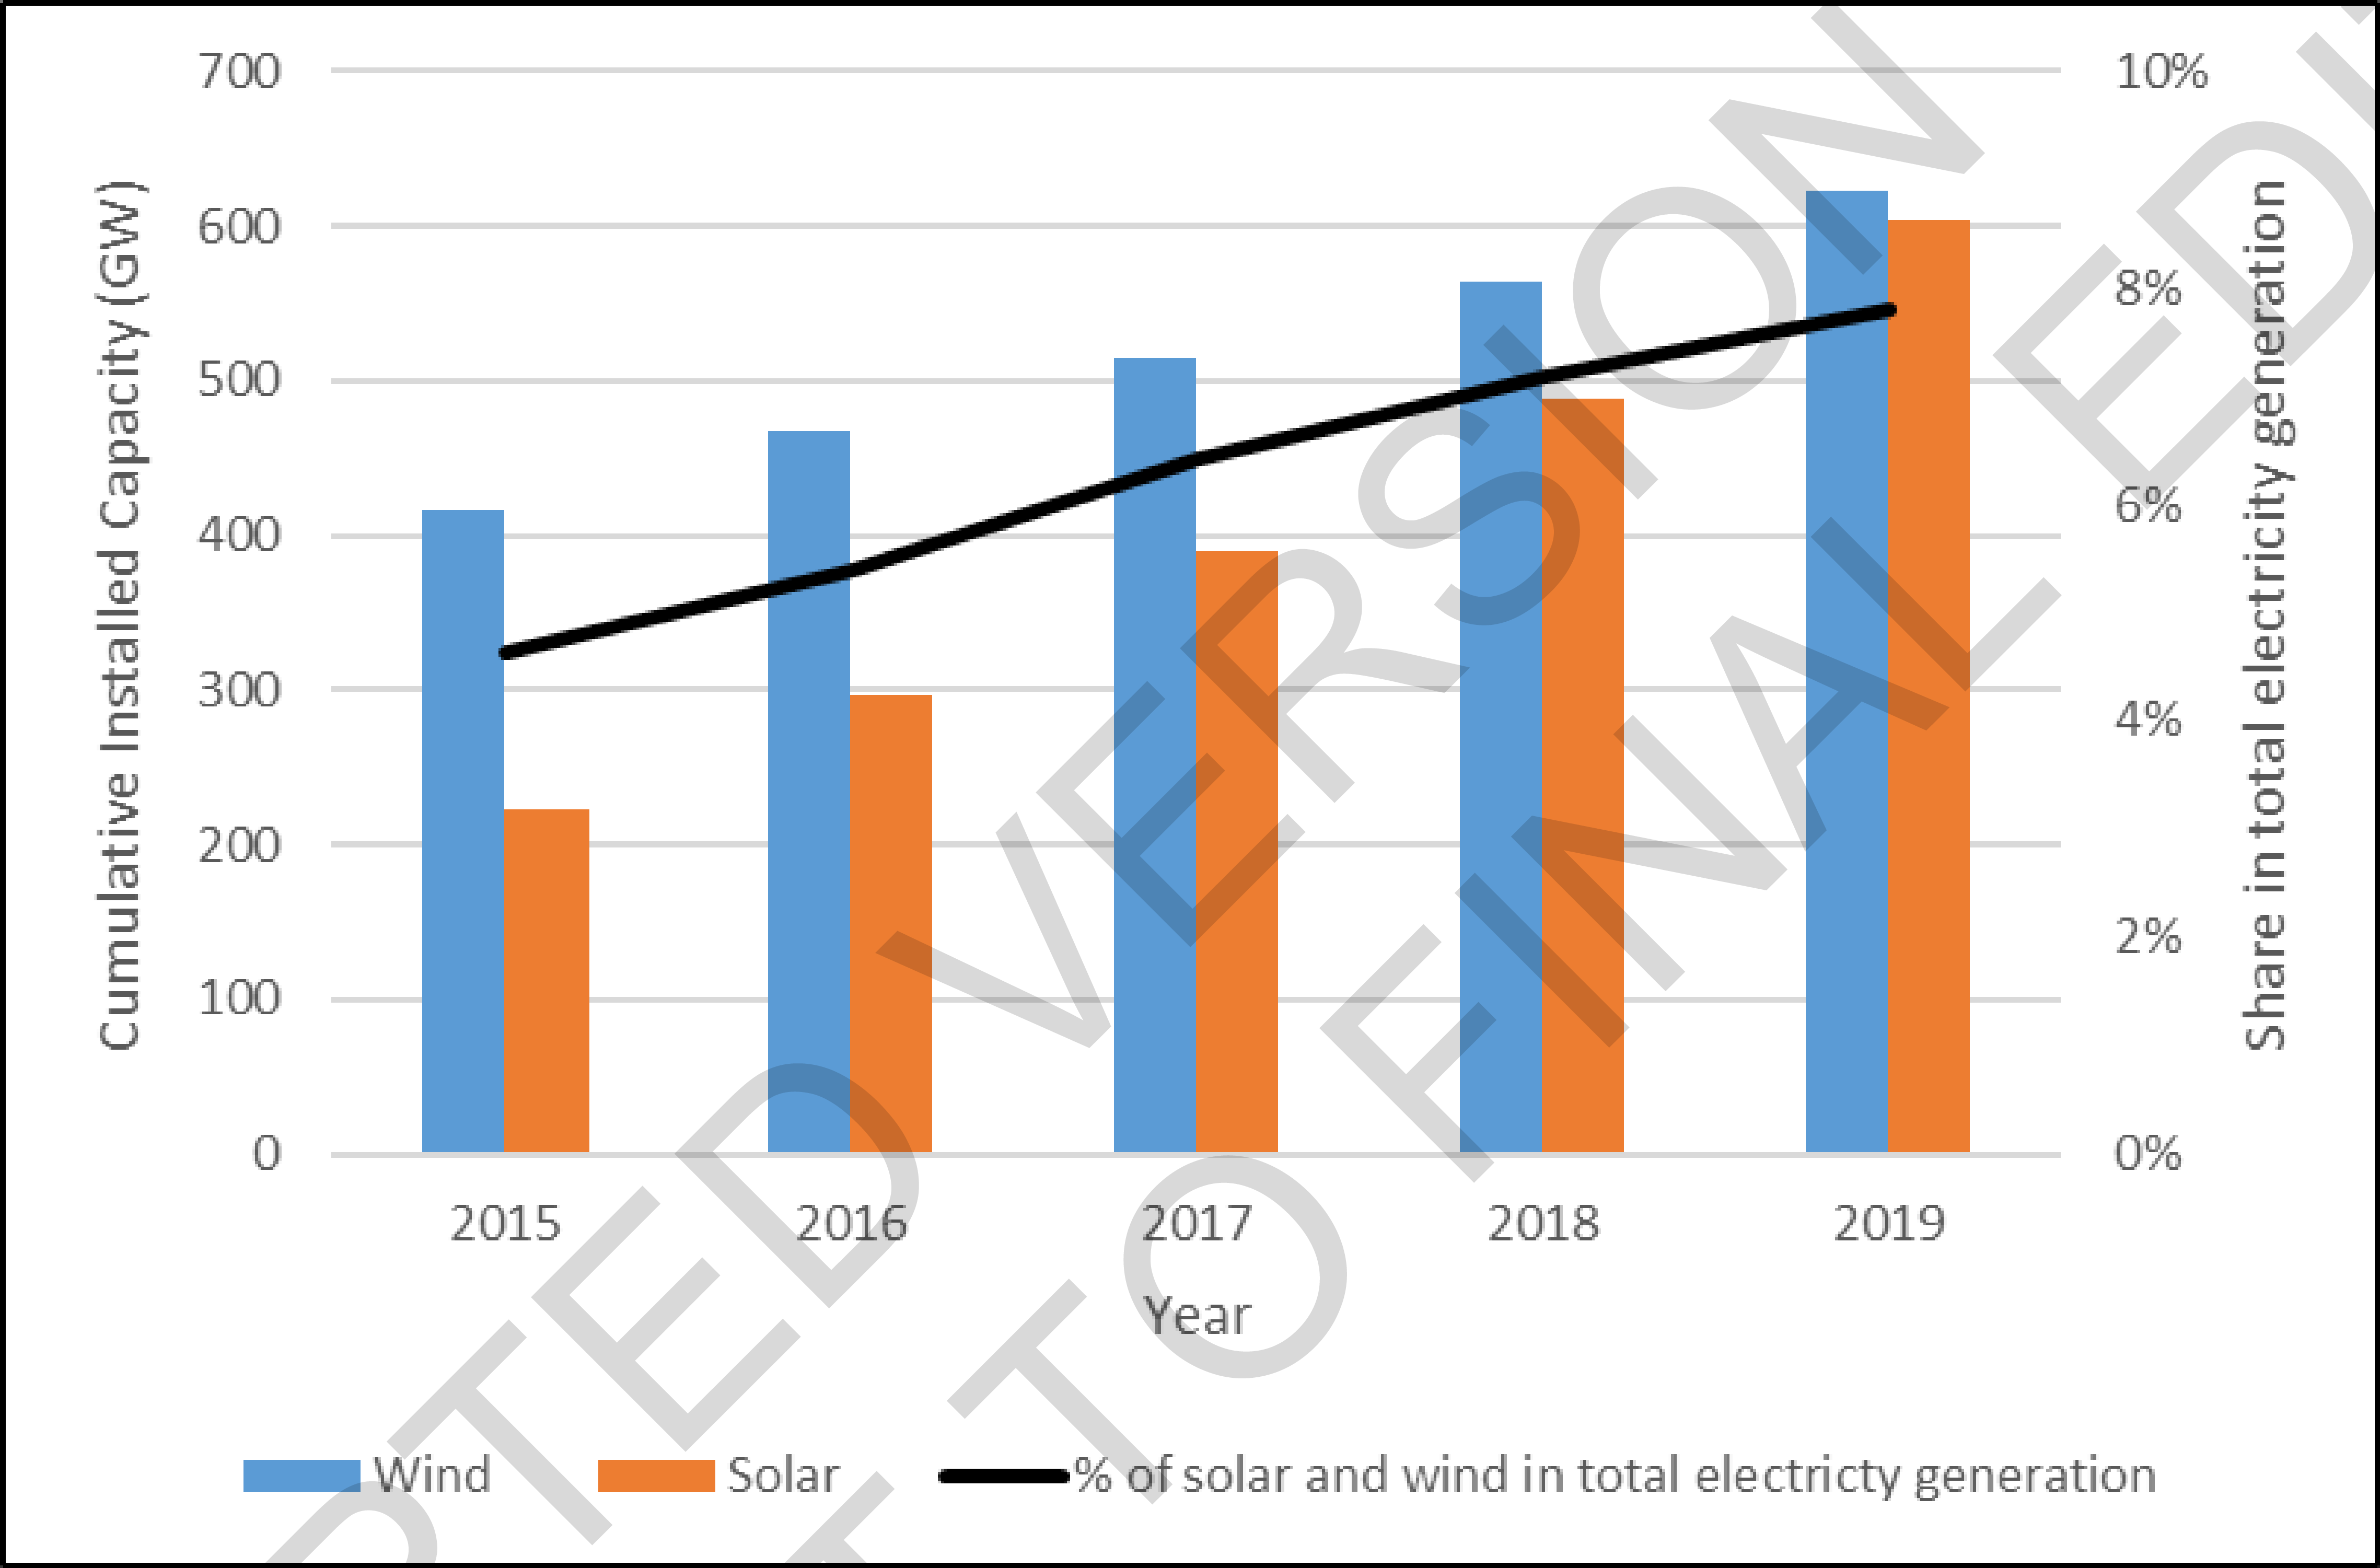 700
600
500
400
300
200
100
0
Cumulative Installed Capacity (GW)
10%
8%
6%
4%
2%
0%
Share in total electricity generation
2015 2016 2017 2018 2019
Year
Wind Solar % of solar and wind in total electricty generation
PTED VERSION
T TO FINAL EDI